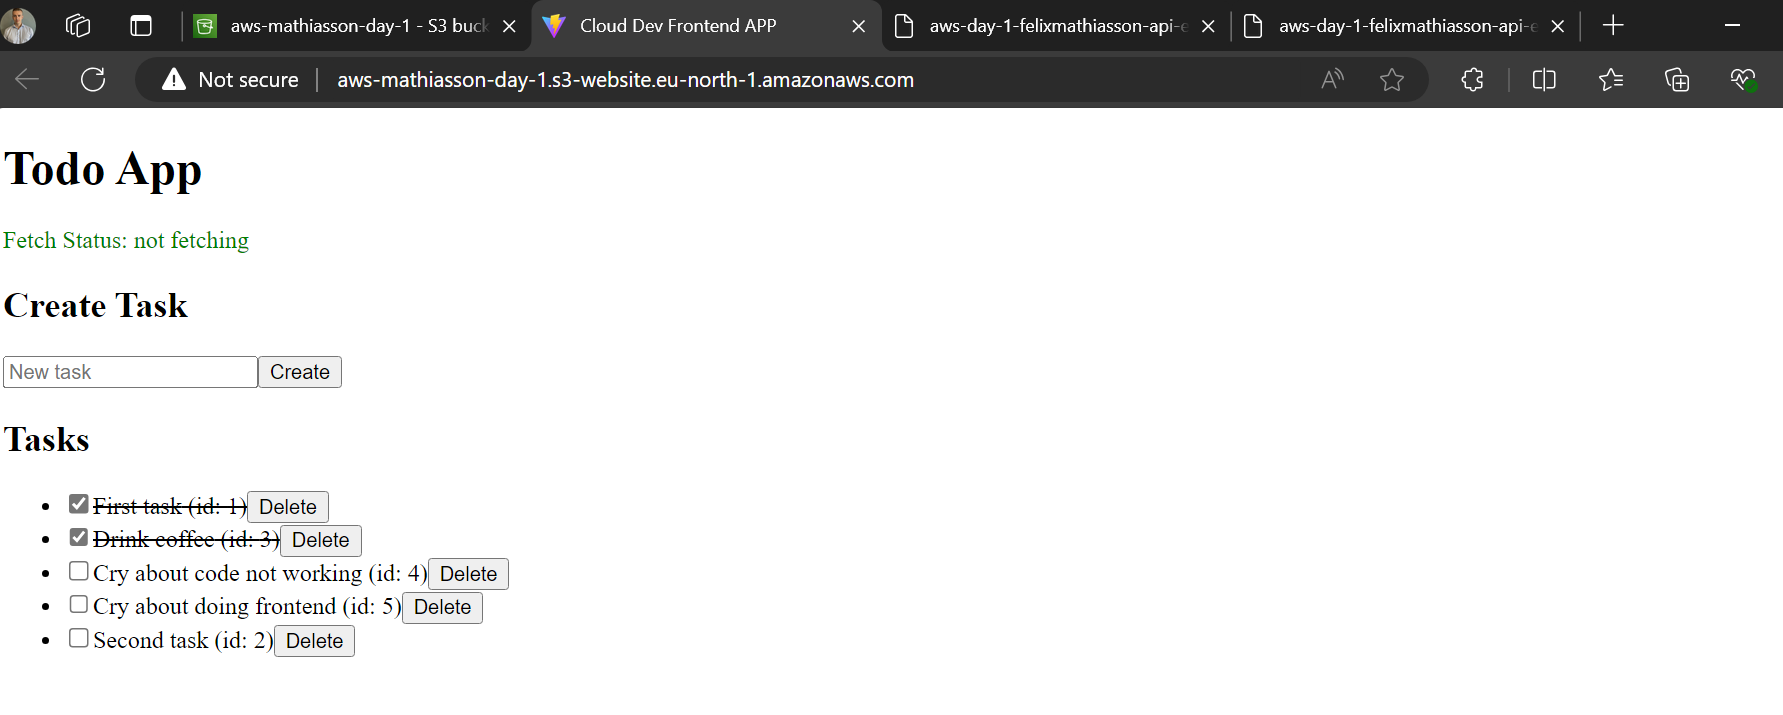 aws-mathiasson-day-1 - S3 buck
Cloud Dev Frontend APP
aws-day-1-felixmathiasson-api-e
aws-day-1-felixmathiasson-api-e
Not secure
aws-mathiasson-day-1.s3-website.eu-north-1.amazonaws.com
Todo App
Fetch Status: not fetching
Create Task
New task
Create
Tasks
First task (id: 1) Delete
Drink coffee (id: 3) Delete
Cry about code not working (id: 4) Delete
Cry about doing frontend (id: 5) Delete
Second task (id: 2) Delete